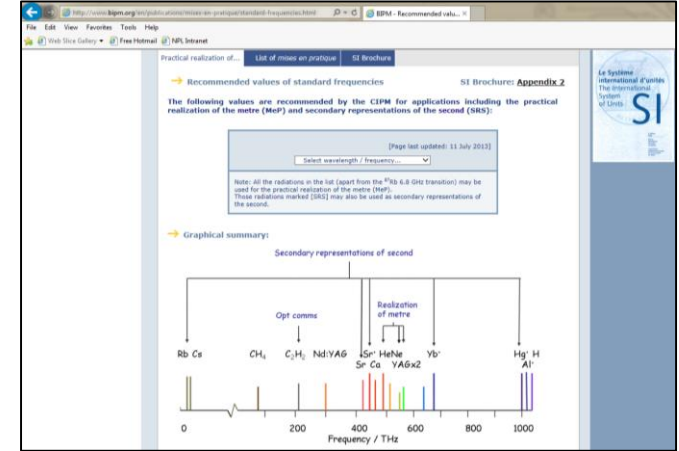 http://www.bipm.org/en/publications/mises-en-pratique/standard-frequencies.html
BIPM - Recommended valu...
File Edit View Favorites Tools Help
Web Slice Gallery Free Hotmail NPL Intranet
Practical realization of... List of mises en pratique SI Brochure
Recommended values of standard frequencies SI Brochure: Appendix 2
The following values are recommended by the CIPM for applications including the practical
realization of the metre (MeP) and secondary representations of the second (SRS):
[Page last updated: 11 July 2013]
Select wavelength / frequency...
Note: All the radiations in the list (apart from the ⁸⁷Rb 6.8 GHz transition) may be
used for the practical realization of the metre (MeP).
Those radiations marked [SRS] may also be used as secondary representations of
the second.
Graphical summary:
Secondary representations of second
Realization
of metre
Opt comms
Rb Cs CH₄ C₂H₂ Nd:YAG Sr⁺ HeNe Yb⁺ Hg⁺ H
Sr Ca YAGx2 Al⁺
0 200 400 600 800 1000
Frequency / THz
Le Système
international d'unités
The International
System
of Units
SI